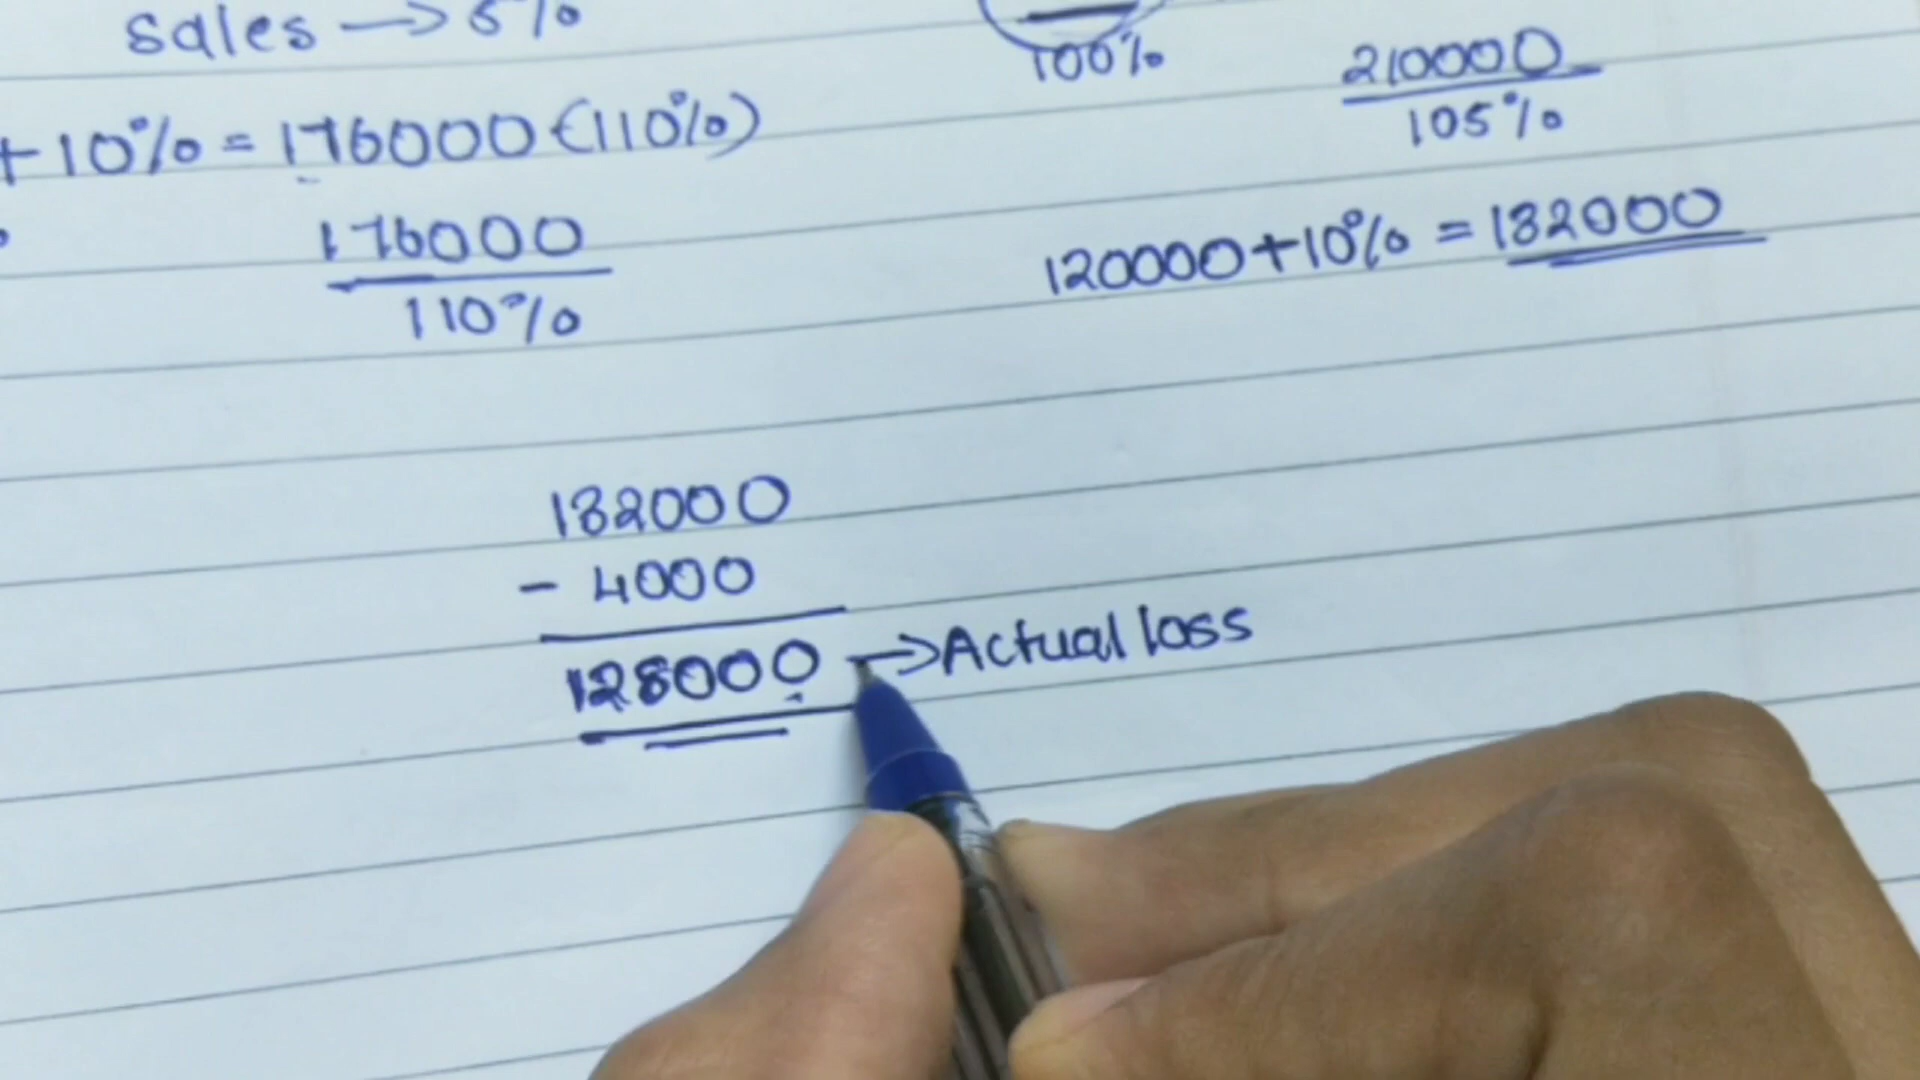 sales → 5%
100%
210000
105%
+10% = 176000 (110%)
176000
110%
120000+10% = 132000
132000
- 4000
128000 → Actual loss